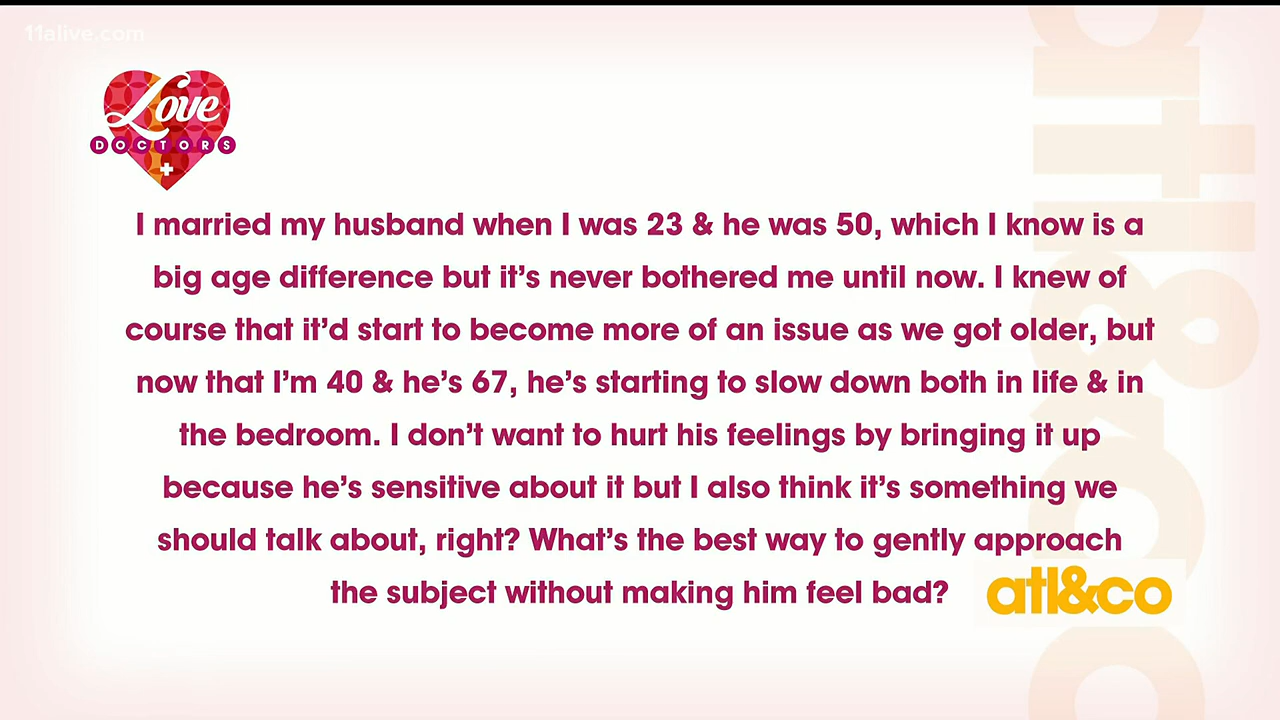 11alive.com
Love
DOCTORS
I married my husband when I was 23 & he was 50, which I know is a
big age difference but it's never bothered me until now. I knew of
course that it'd start to become more of an issue as we got older, but
now that I'm 40 & he's 67, he's starting to slow down both in life & in
the bedroom. I don't want to hurt his feelings by bringing it up
because he's sensitive about it but I also think it's something we
should talk about, right? What's the best way to gently approach
the subject without making him feel bad?
atl&co
atl&co